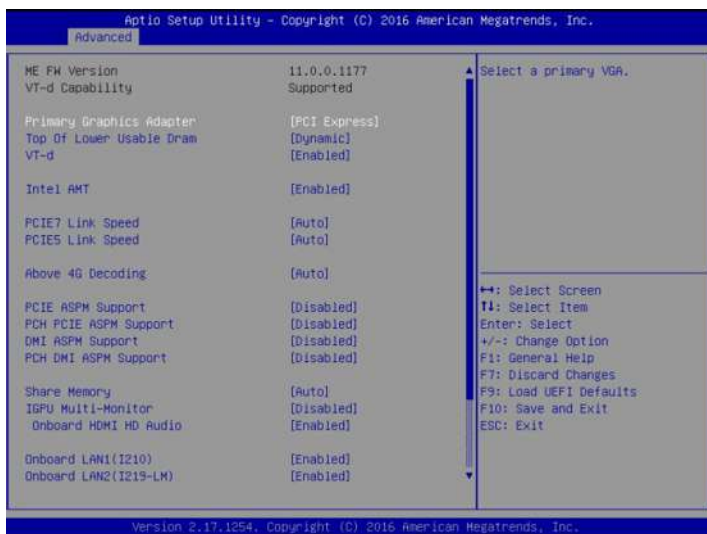 Aptio Setup Utility – Copyright (C) 2016 American Megatrends, Inc.
Advanced
ME FW Version 11.0.0.1177
VT-d Capability Supported
Primary Graphics Adapter [PCI Express]
Top Of Lower Usable Dram [Dynamic]
VT-d [Enabled]
Intel AMT [Enabled]
PCIE7 Link Speed [Auto]
PCIE5 Link Speed [Auto]
Above 4G Decoding [Auto]
PCIE ASPM Support [Disabled]
PCH PCIE ASPM Support [Disabled]
DMI ASPM Support [Disabled]
PCH DMI ASPM Support [Disabled]
Share Memory [Auto]
IGPU Multi-Monitor [Disabled]
Onboard HDMI HD Audio [Enabled]
Onboard LAN1(I210) [Enabled]
Onboard LAN2(I219-LM) [Enabled]
Select a primary VGA.
↔: Select Screen
↑↓: Select Item
Enter: Select
+/-: Change Option
F1: General Help
F7: Discard Changes
F9: Load UEFI Defaults
F10: Save and Exit
ESC: Exit
Version 2.17.1254. Copyright (C) 2016 American Megatrends, Inc.